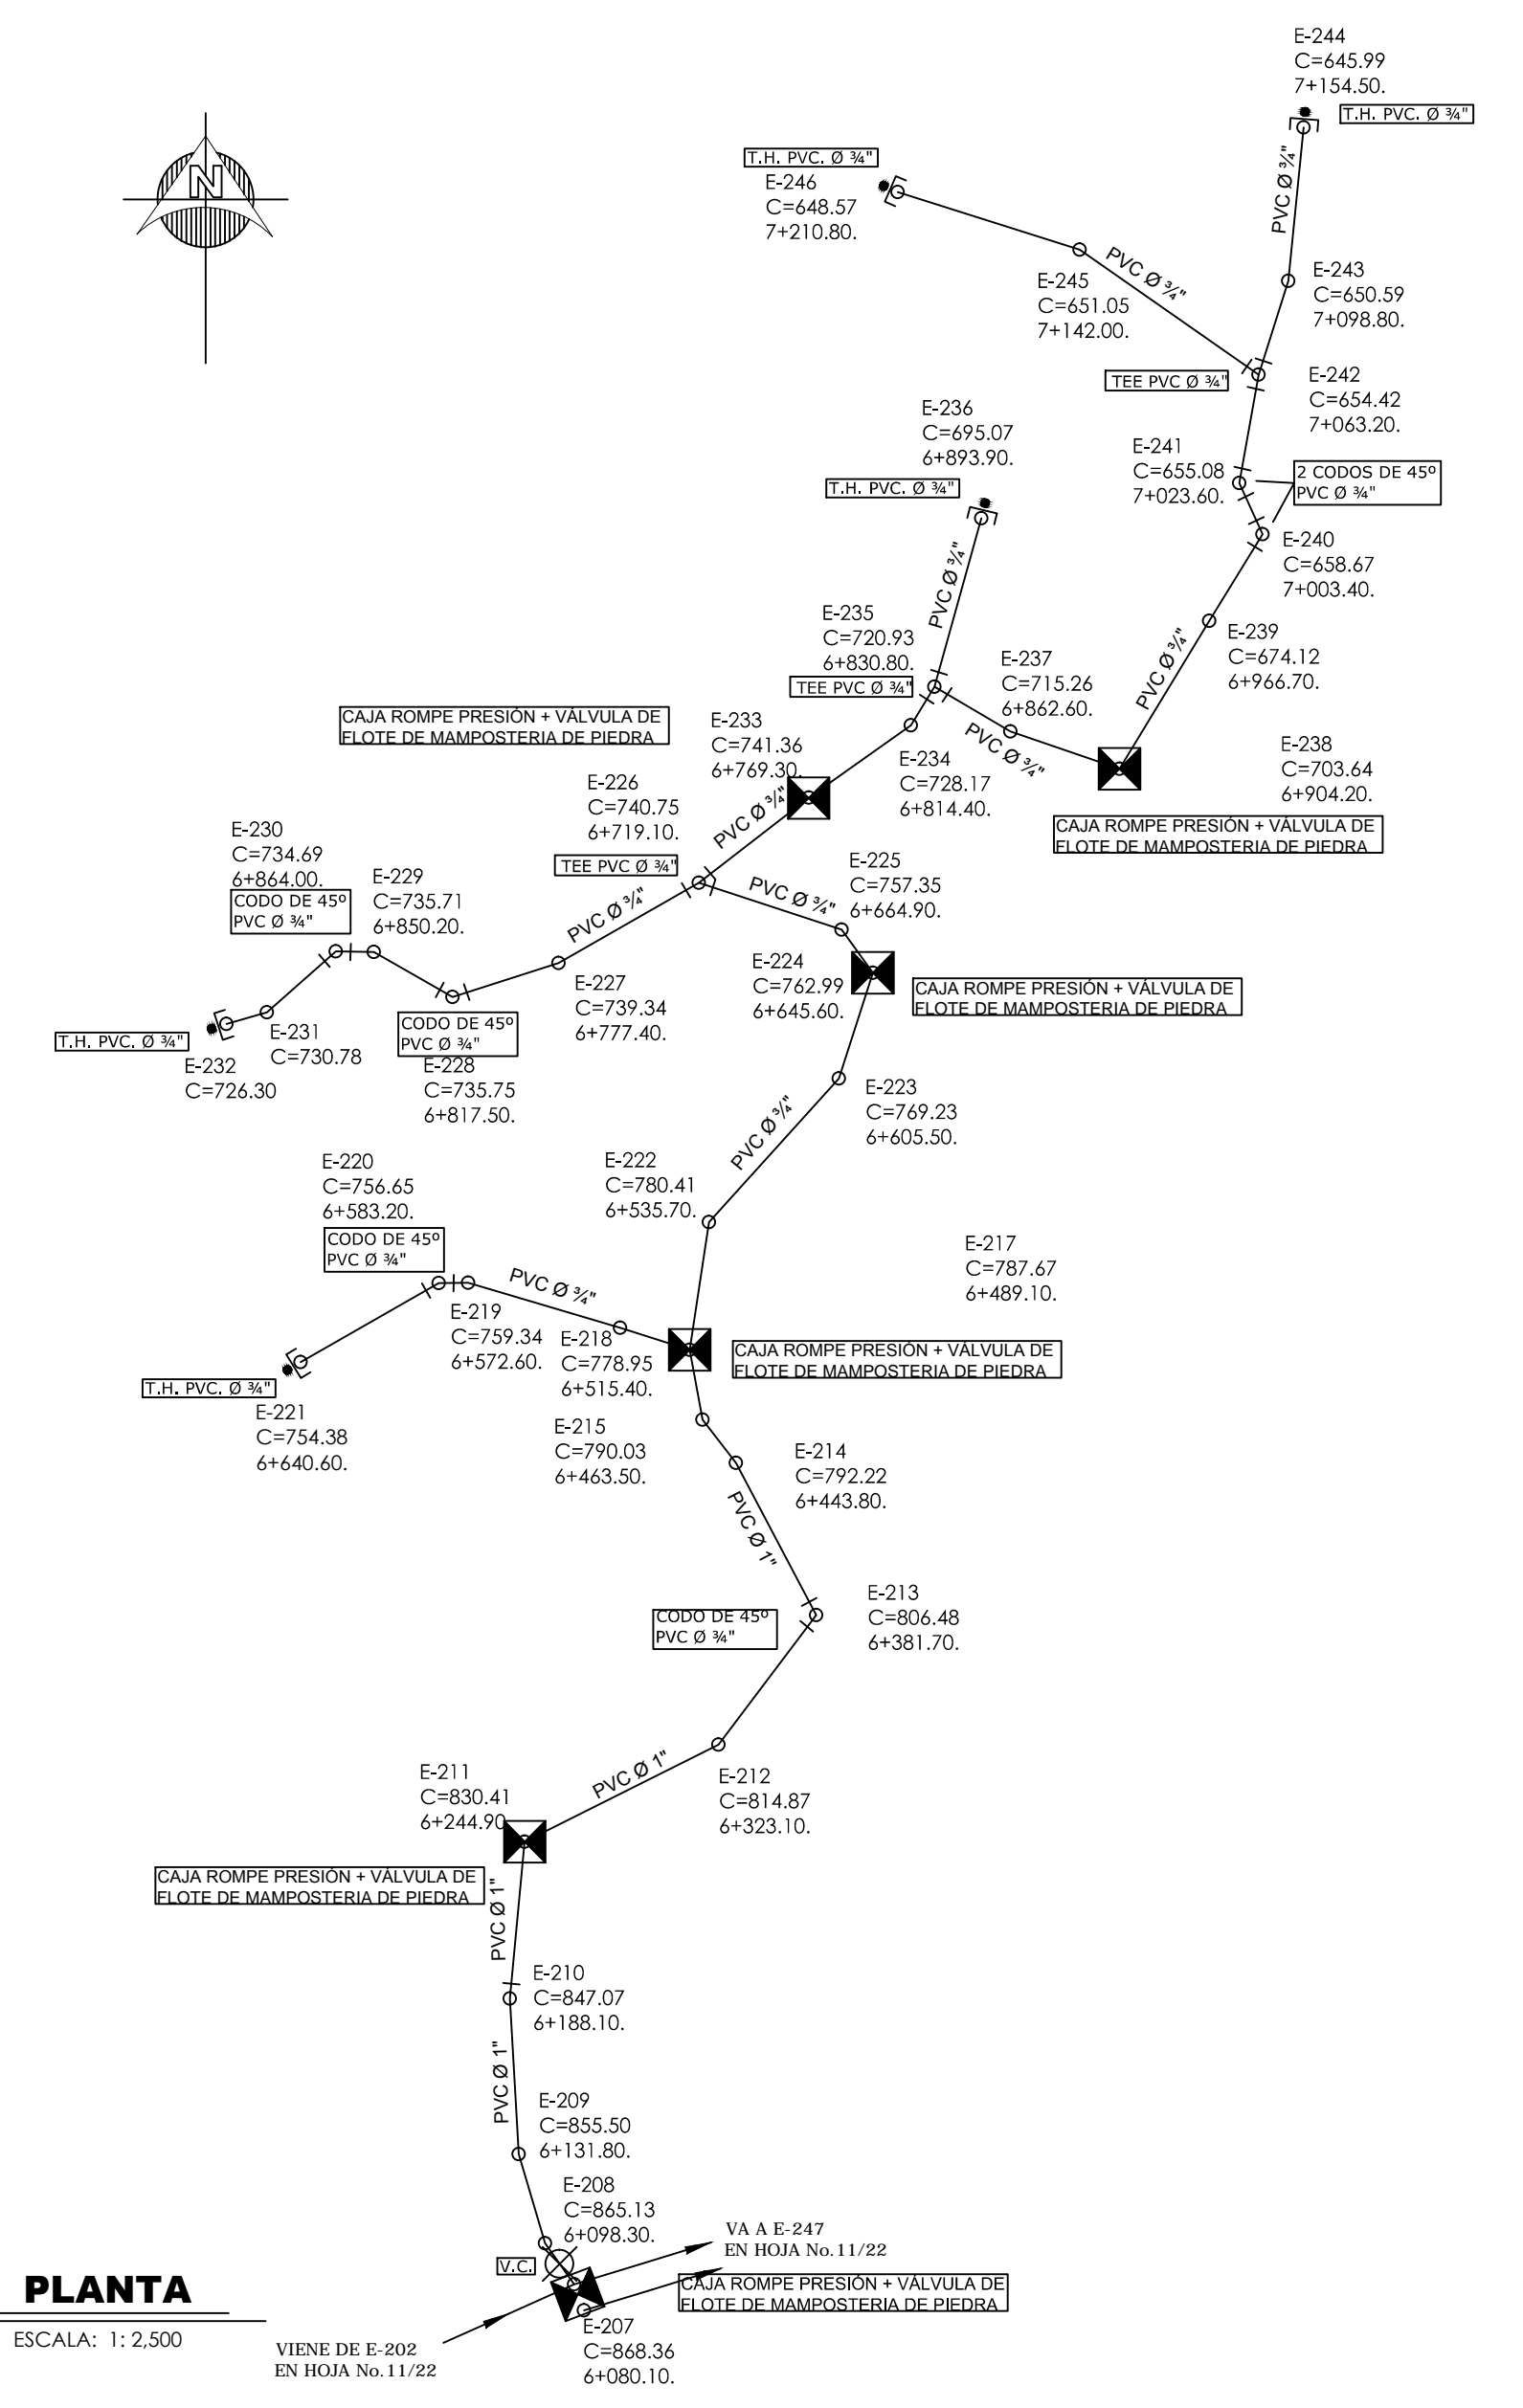 E-244
C=645.99
7+154.50.
T.H. PVC. Ø ¾"
N
T.H. PVC. Ø ¾"
E-246
C=648.57
7+210.80.
PVC Ø ¾"
PVC Ø ¾"
E-245
C=651.05
7+142.00.
E-243
C=650.59
7+098.80.
TEE PVC Ø ¾"
E-242
C=654.42
7+063.20.
E-236
C=695.07
6+893.90.
T.H. PVC. Ø ¾"
E-241
C=655.08
7+023.60.
2 CODOS DE 45º
PVC Ø ¾"
E-240
C=658.67
7+003.40.
PVC Ø ¾"
E-235
C=720.93
6+830.80.
TEE PVC Ø ¾"
E-237
C=715.26
6+862.60.
PVC Ø ¾"
E-239
C=674.12
6+966.70.
PVC Ø ¾"
CAJA ROMPE PRESIÓN + VÁLVULA DE
FLOTE DE MAMPOSTERIA DE PIEDRA
E-233
C=741.36
6+769.30.
E-234
C=728.17
6+814.40.
E-238
C=703.64
6+904.20.
CAJA ROMPE PRESIÓN + VÁLVULA DE
FLOTE DE MAMPOSTERIA DE PIEDRA
E-226
C=740.75
6+719.10.
PVC Ø ¾"
TEE PVC Ø ¾"
E-230
C=734.69
6+864.00.
CODO DE 45º
PVC Ø ¾"
E-229
C=735.71
6+850.20.
PVC Ø ¾"
PVC Ø ¾"
E-225
C=757.35
6+664.90.
E-224
C=762.99
6+645.60.
CAJA ROMPE PRESIÓN + VÁLVULA DE
FLOTE DE MAMPOSTERIA DE PIEDRA
E-227
C=739.34
6+777.40.
CODO DE 45º
PVC Ø ¾"
E-228
C=735.75
6+817.50.
E-231
C=730.78
T.H. PVC. Ø ¾"
E-232
C=726.30
E-223
C=769.23
6+605.50.
PVC Ø ¾"
E-220
C=756.65
6+583.20.
CODO DE 45º
PVC Ø ¾"
E-222
C=780.41
6+535.70.
PVC Ø ¾"
E-217
C=787.67
6+489.10.
E-219
C=759.34
6+572.60.
E-218
C=778.95
6+515.40.
CAJA ROMPE PRESIÓN + VÁLVULA DE
FLOTE DE MAMPOSTERIA DE PIEDRA
T.H. PVC. Ø ¾"
E-221
C=754.38
6+640.60.
E-215
C=790.03
6+463.50.
E-214
C=792.22
6+443.80.
PVC Ø 1"
CODO DE 45º
PVC Ø ¾"
E-213
C=806.48
6+381.70.
PVC Ø 1"
E-211
C=830.41
6+244.90.
E-212
C=814.87
6+323.10.
CAJA ROMPE PRESIÓN + VÁLVULA DE
FLOTE DE MAMPOSTERIA DE PIEDRA
PVC Ø 1"
E-210
C=847.07
6+188.10.
PVC Ø 1"
E-209
C=855.50
6+131.80.
E-208
C=865.13
6+098.30.
V.C.
VA A E-247
EN HOJA No.11/22
CAJA ROMPE PRESIÓN + VÁLVULA DE
FLOTE DE MAMPOSTERIA DE PIEDRA
E-207
C=868.36
6+080.10.
VIENE DE E-202
EN HOJA No.11/22
PLANTA
ESCALA: 1: 2,500